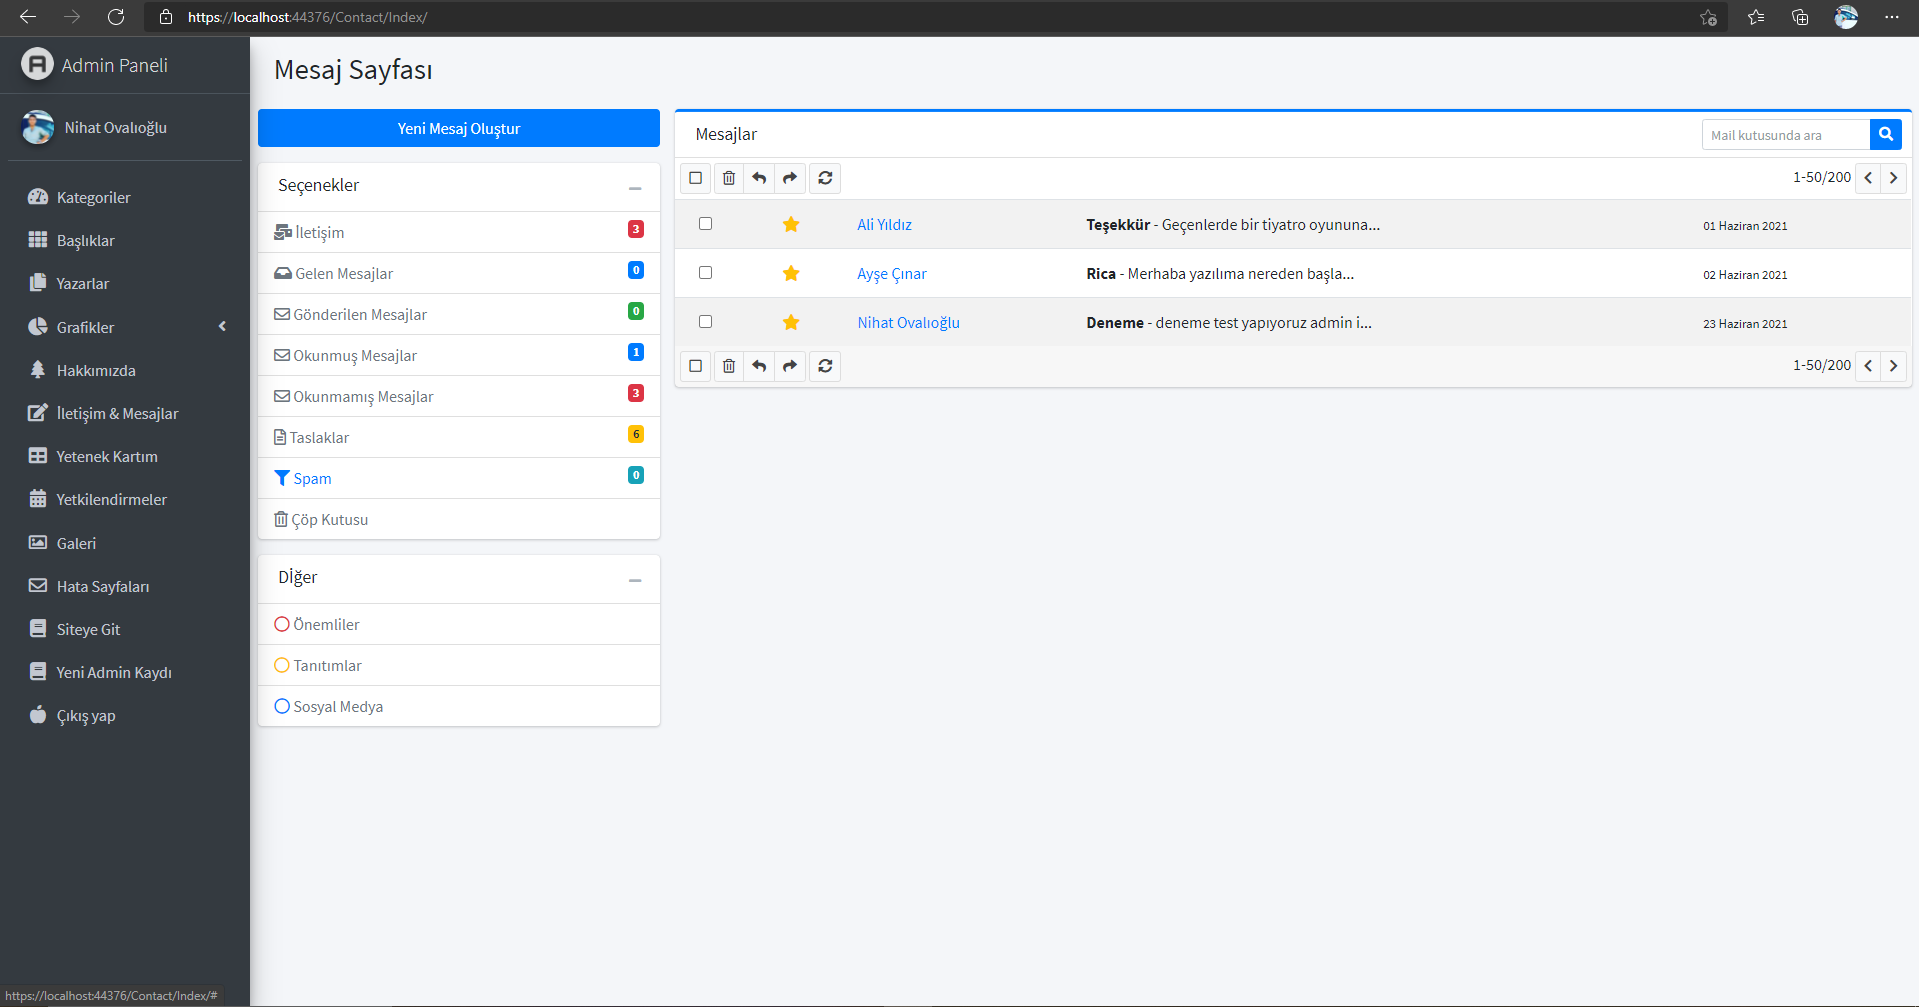 https://localhost:44376/Contact/Index/
Admin Paneli
Nihat Ovalıoğlu
Kategoriler
Başlıklar
Yazarlar
Grafikler
Hakkımızda
İletişim & Mesajlar
Yetenek Kartım
Yetkilendirmeler
Galeri
Hata Sayfaları
Siteye Git
Yeni Admin Kaydı
Çıkış yap
https://localhost:44376/Contact/Index/#
Mesaj Sayfası
Yeni Mesaj Oluştur
Seçenekler
İletişim 3
Gelen Mesajlar 0
Gönderilen Mesajlar 0
Okunmuş Mesajlar 1
Okunmamış Mesajlar 3
Taslaklar 6
Spam 0
Çöp Kutusu
Dİğer
Önemliler
Tanıtımlar
Sosyal Medya
Mesajlar
Mail kutusunda ara
1-50/200
Ali Yıldız Teşekkür - Geçenlerde bir tiyatro oyununa... 01 Haziran 2021
Ayşe Çınar Rica - Merhaba yazılıma nereden başla... 02 Haziran 2021
Nihat Ovalıoğlu Deneme - deneme test yapıyoruz admin i... 23 Haziran 2021
1-50/200